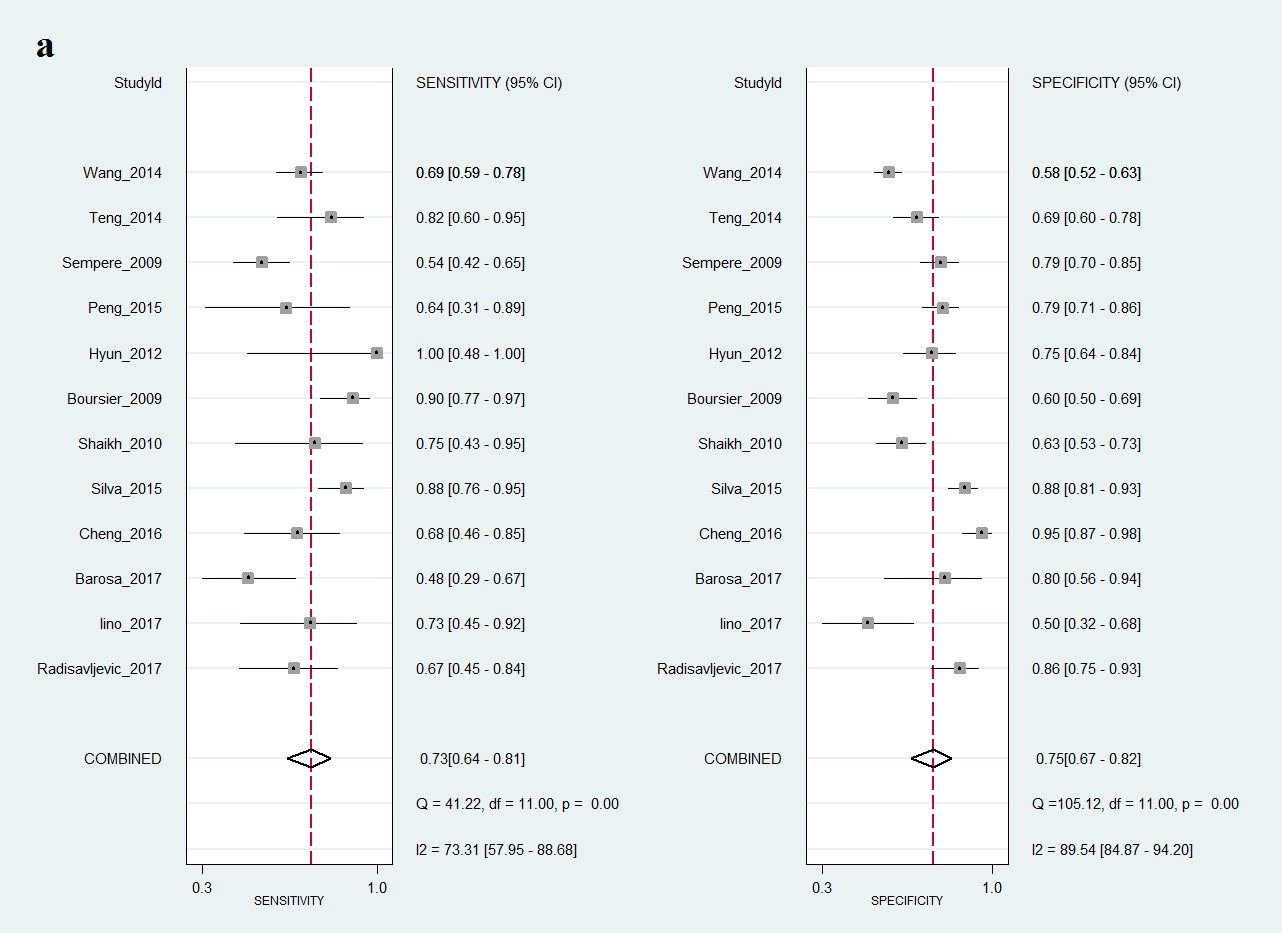 a
StudyId SENSITIVITY (95% CI) StudyId SPECIFICITY (95% CI)
Wang_2014 0.69 [0.59 - 0.78] Wang_2014 0.58 [0.52 - 0.63]
Teng_2014 0.82 [0.60 - 0.95] Teng_2014 0.69 [0.60 - 0.78]
Sempere_2009 0.54 [0.42 - 0.65] Sempere_2009 0.79 [0.70 - 0.85]
Peng_2015 0.64 [0.31 - 0.89] Peng_2015 0.79 [0.71 - 0.86]
Hyun_2012 1.00 [0.48 - 1.00] Hyun_2012 0.75 [0.64 - 0.84]
Boursier_2009 0.90 [0.77 - 0.97] Boursier_2009 0.60 [0.50 - 0.69]
Shaikh_2010 0.75 [0.43 - 0.95] Shaikh_2010 0.63 [0.53 - 0.73]
Silva_2015 0.88 [0.76 - 0.95] Silva_2015 0.88 [0.81 - 0.93]
Cheng_2016 0.68 [0.46 - 0.85] Cheng_2016 0.95 [0.87 - 0.98]
Barosa_2017 0.48 [0.29 - 0.67] Barosa_2017 0.80 [0.56 - 0.94]
Iino_2017 0.73 [0.45 - 0.92] Iino_2017 0.50 [0.32 - 0.68]
Radisavljevic_2017 0.67 [0.45 - 0.84] Radisavljevic_2017 0.86 [0.75 - 0.93]
COMBINED 0.73[0.64 - 0.81] COMBINED 0.75[0.67 - 0.82]
Q = 41.22, df = 11.00, p = 0.00 Q =105.12, df = 11.00, p = 0.00
I2 = 73.31 [57.95 - 88.68] I2 = 89.54 [84.87 - 94.20]
0.3 1.0 0.3 1.0
SENSITIVITY SPECIFICITY